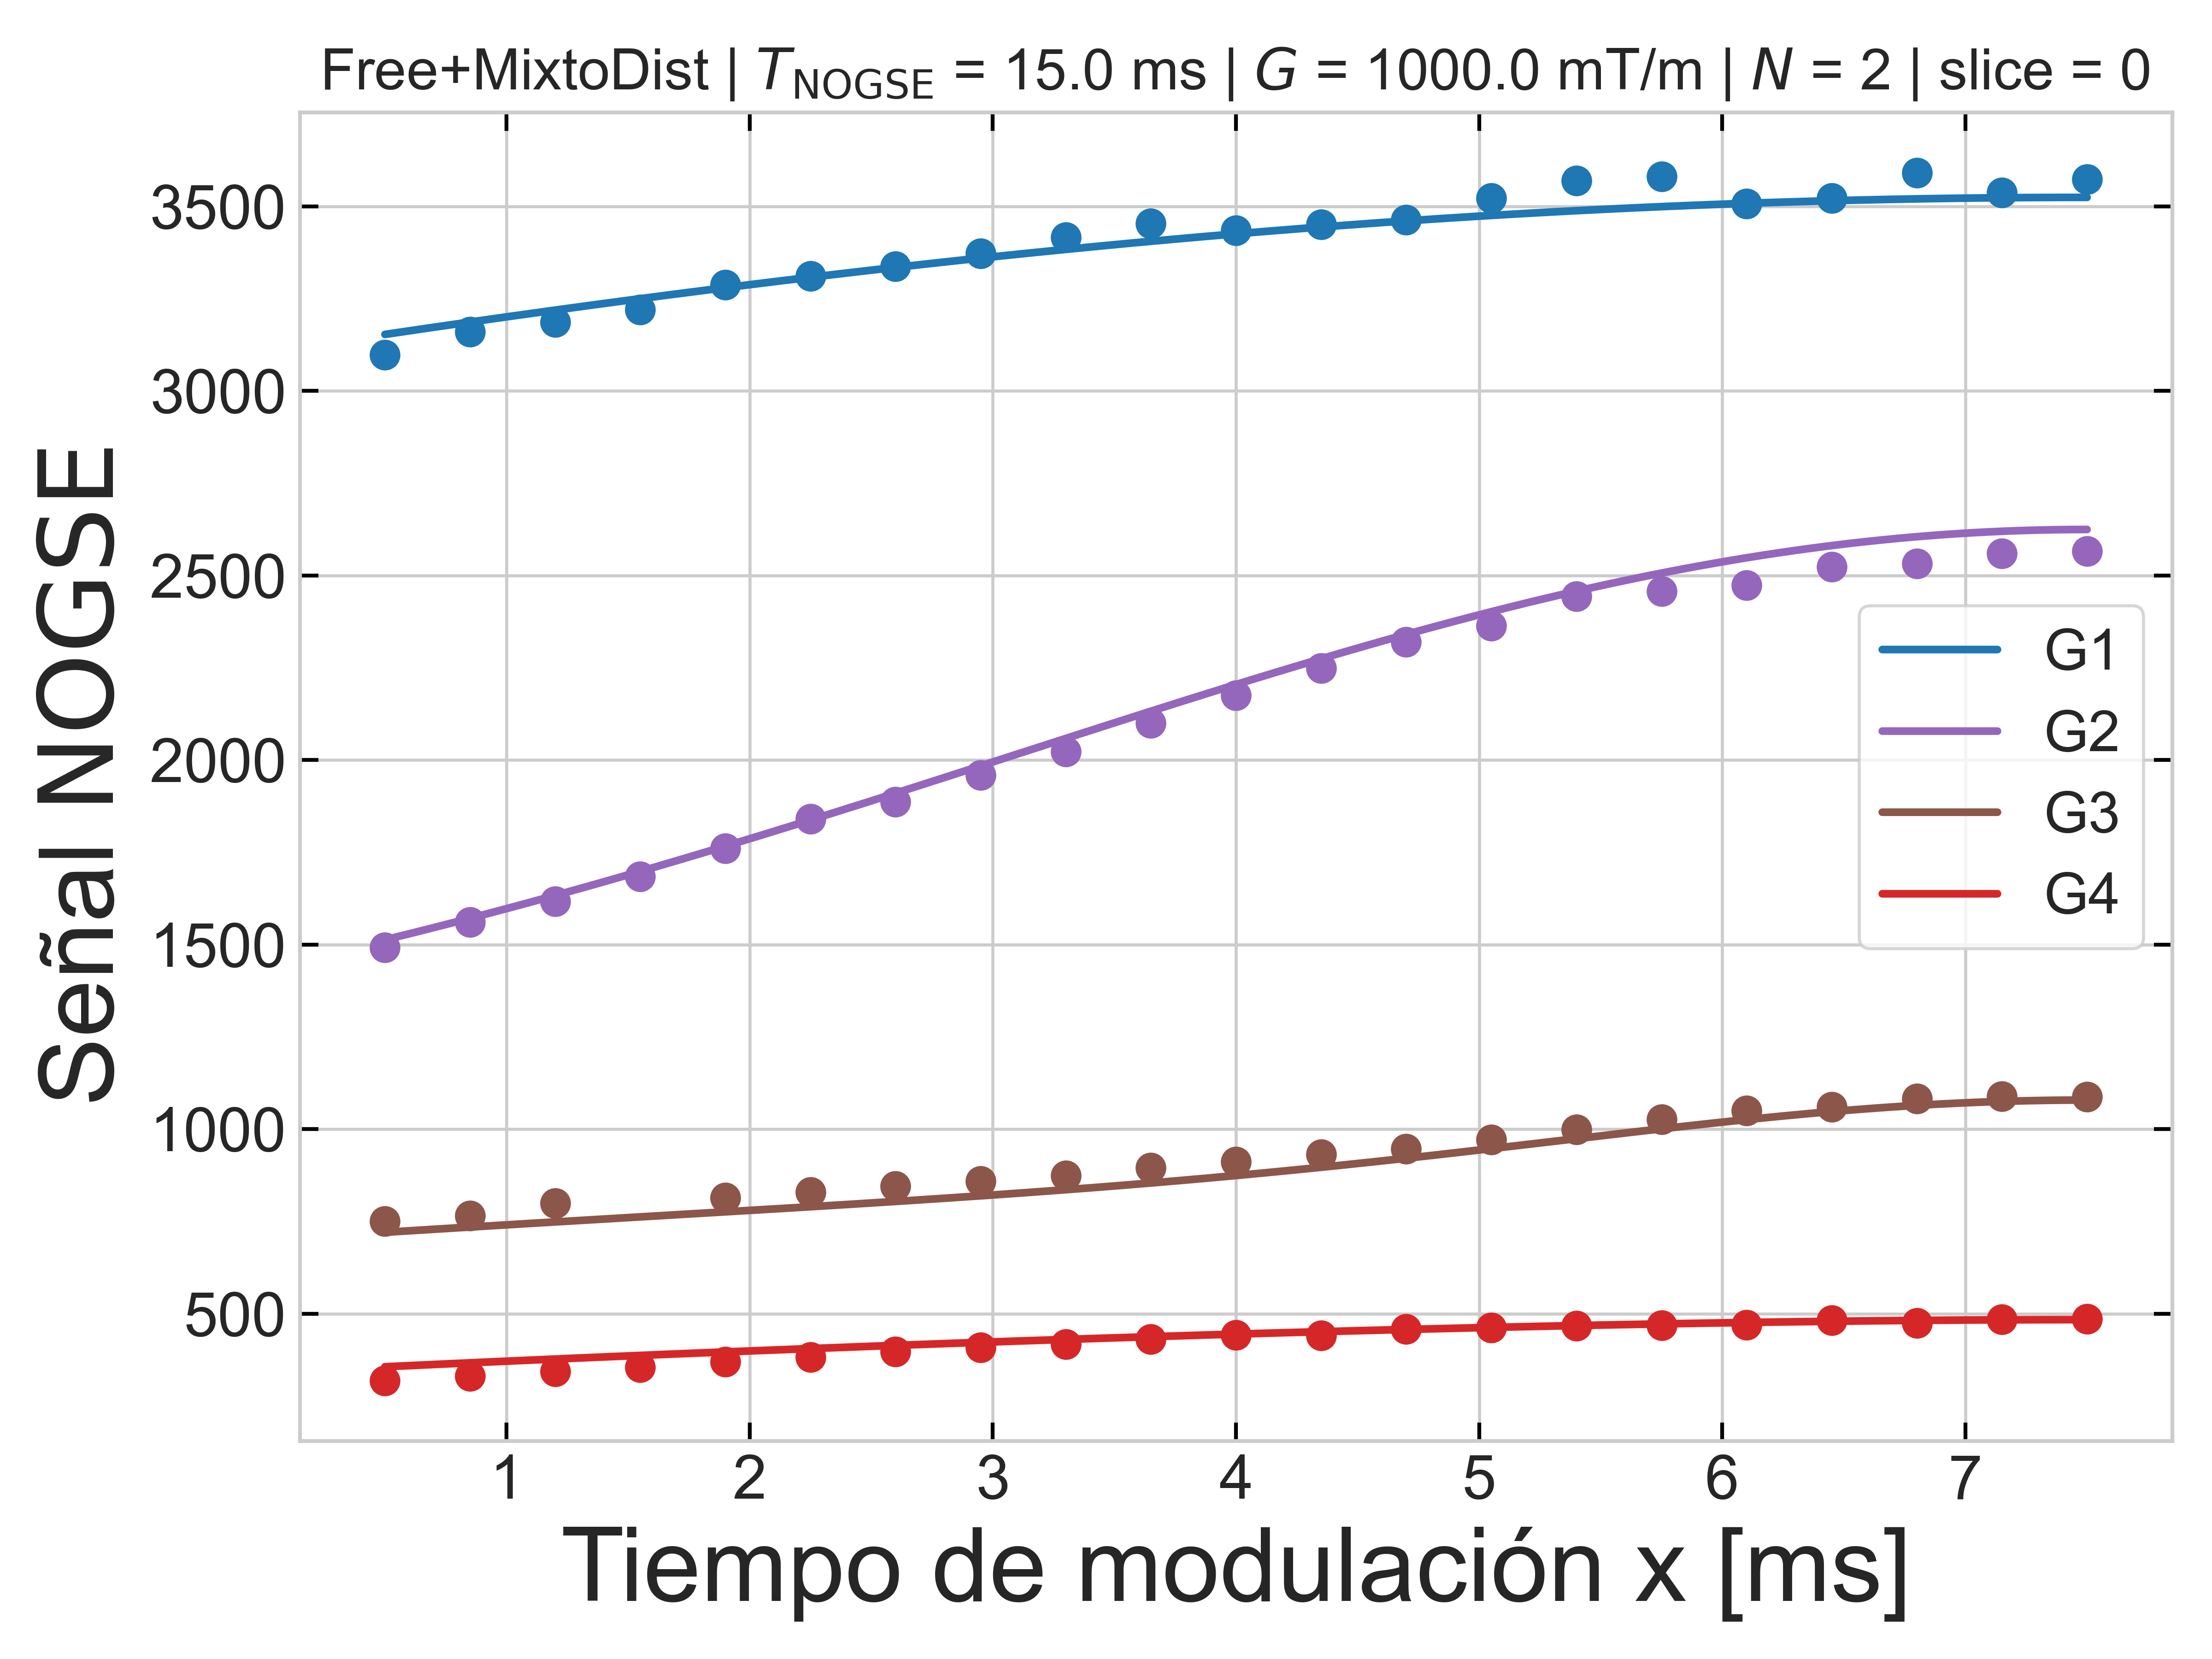 Free+MixtoDist | T_NOGSE = 15.0 ms | G = 1000.0 mT/m | N = 2 | slice = 0
Señal NOGSE
3500
3000
2500
2000
1500
1000
500
G1
G2
G3
G4
1 2 3 4 5 6 7
Tiempo de modulación x [ms]